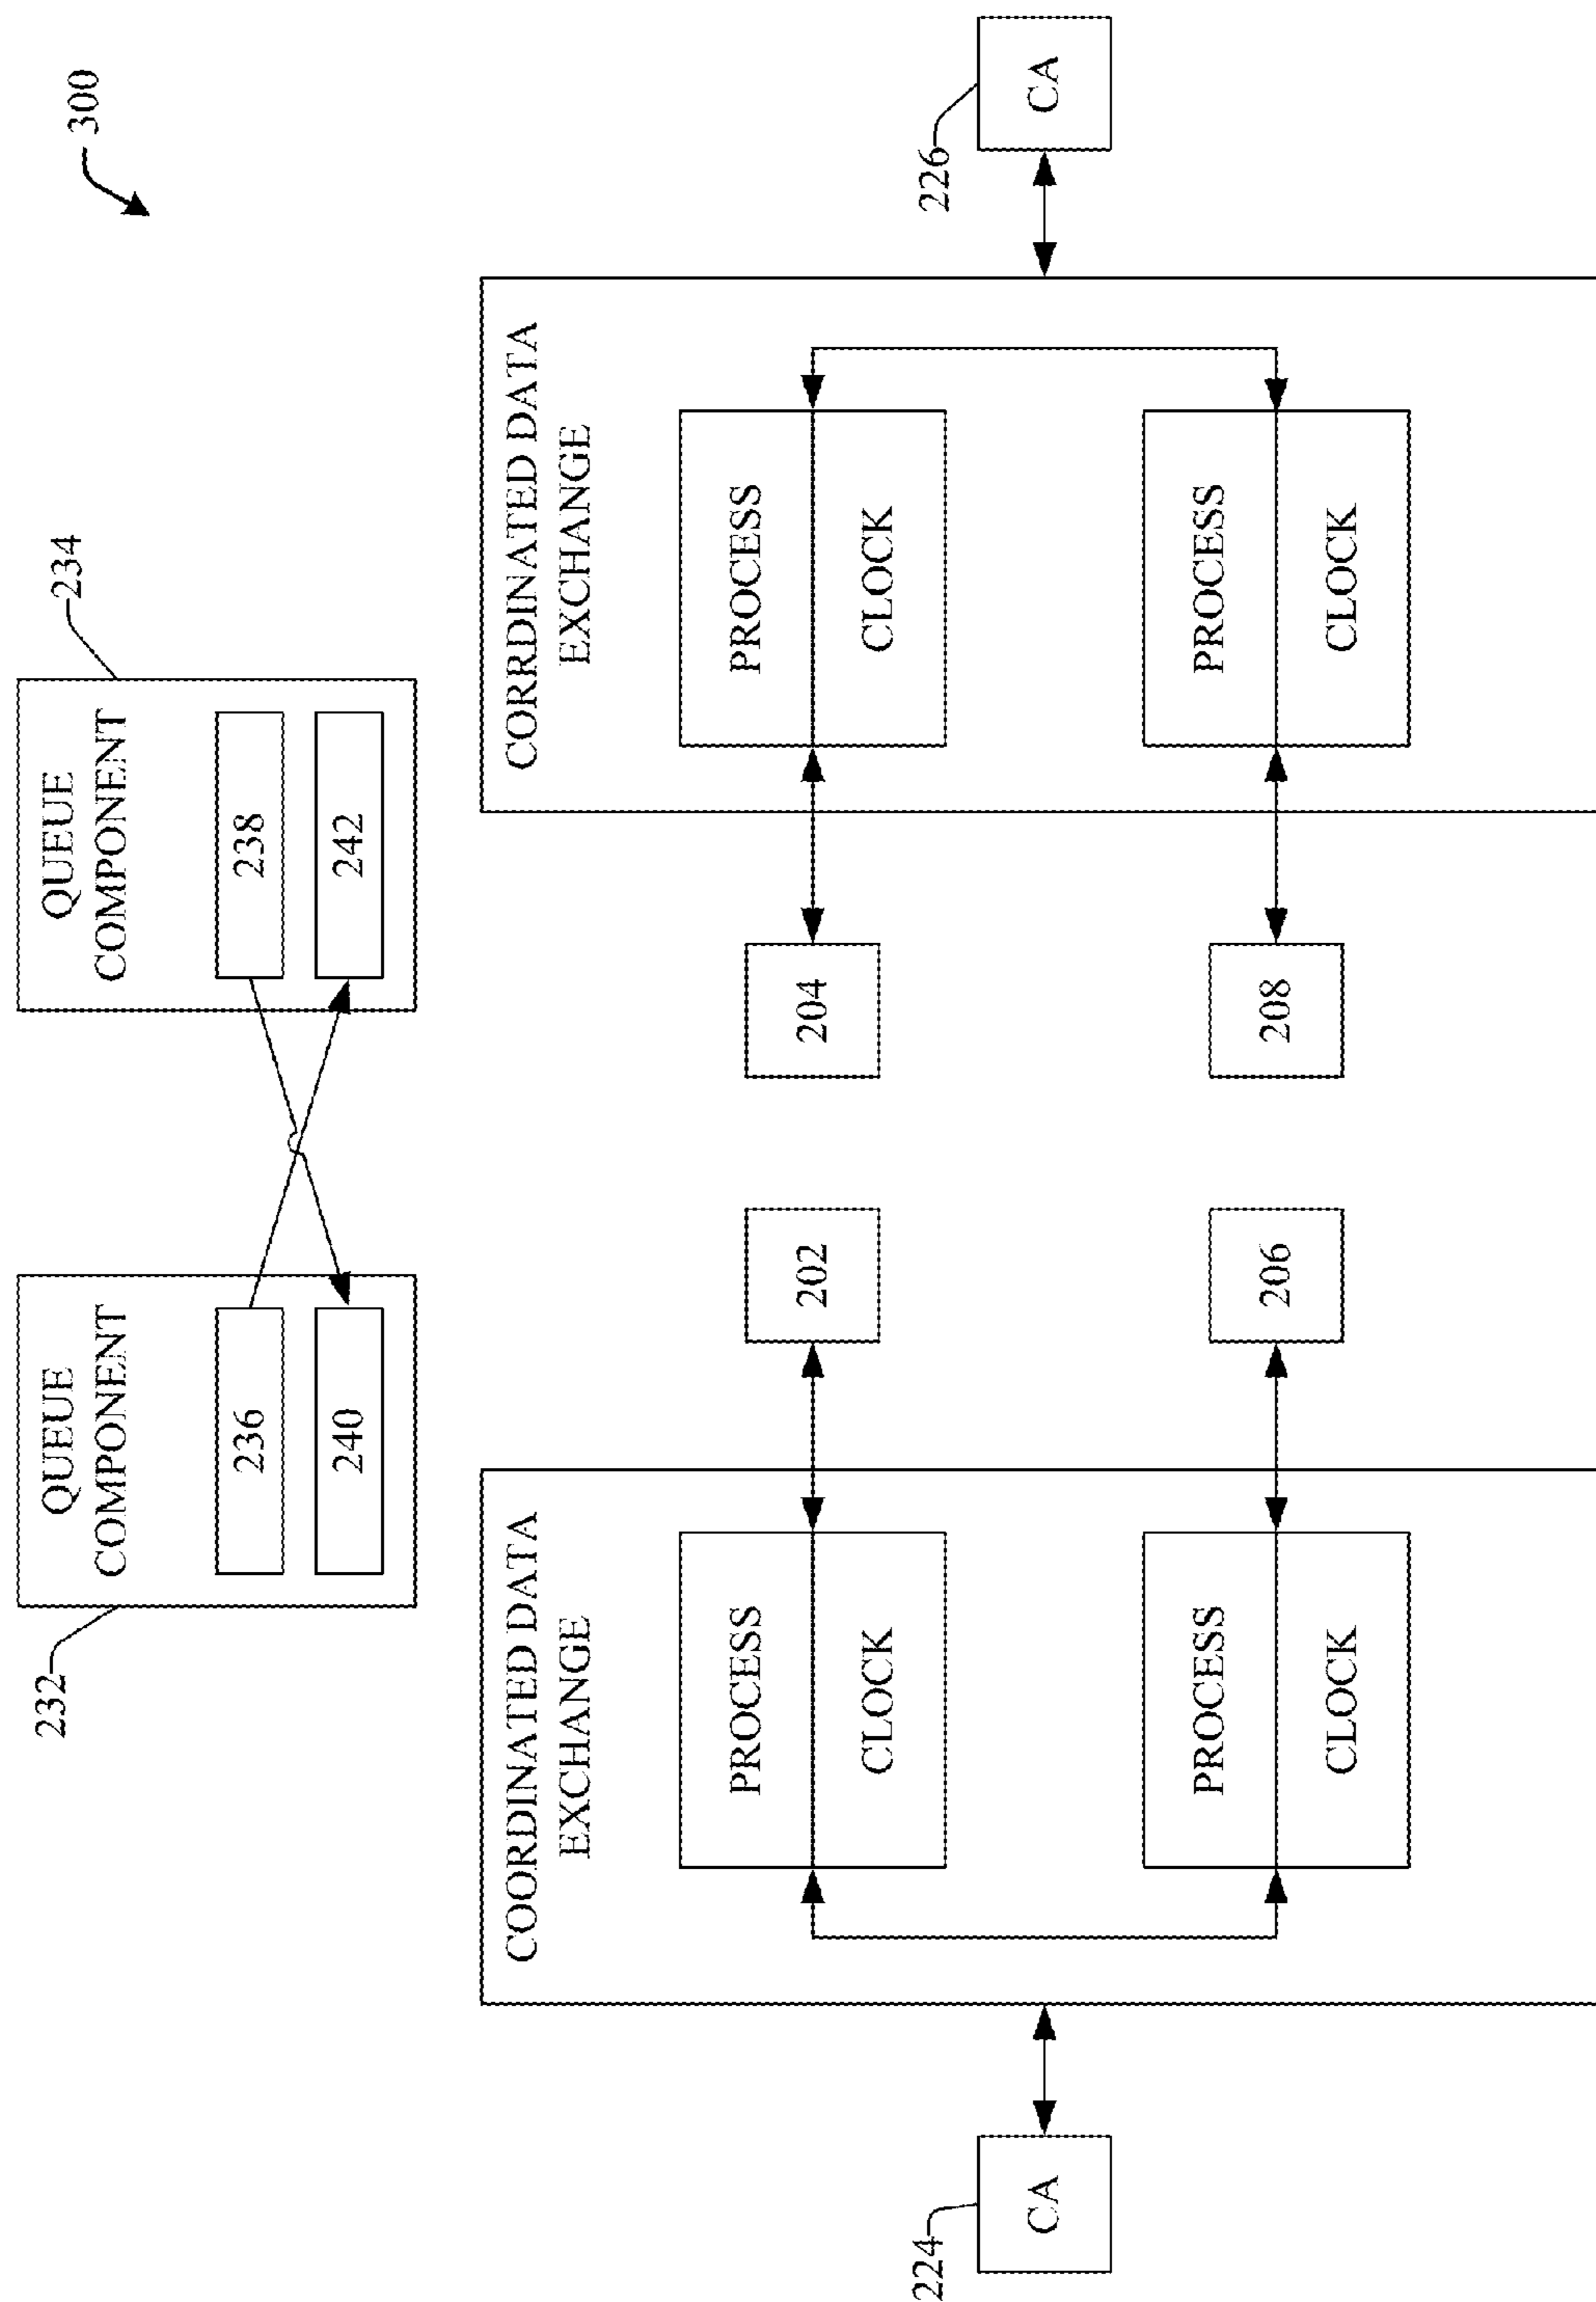 300
232
QUEUE
COMPONENT
236
240
234
QUEUE
COMPONENT
238
242
COORDINATED DATA
EXCHANGE
PROCESS
CLOCK
PROCESS
CLOCK
202
206
204
208
CORRDINATED DATA
EXCHANGE
PROCESS
CLOCK
PROCESS
CLOCK
224
CA
226
CA